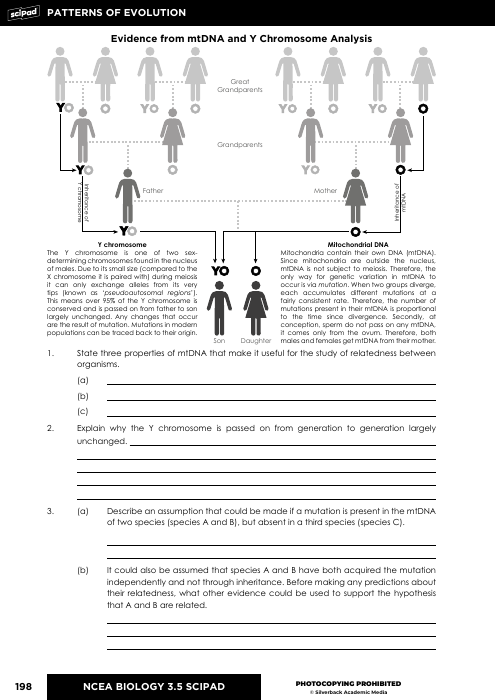 scipad PATTERNS OF EVOLUTION
Evidence from mtDNA and Y Chromosome Analysis
Great
Grandparents
YO O YO O YO O YO O
Grandparents
YO O YO O
Inheritance of
Y chromosome
Father
Mother
Inheritance of
mtDNA
YO O
YO O
Son Daughter
Y chromosome
The Y chromosome is one of two sex-
determining chromosomes found in the nucleus
of males. Due to its small size (compared to the
X chromosome it is paired with) during meiosis
it can only exchange alleles from its very
tips (known as ‘pseudoautosomal regions’).
This means over 95% of the Y chromosome is
conserved and is passed on from father to son
largely unchanged. Any changes that occur
are the result of mutation. Mutations in modern
populations can be traced back to their origin.
Mitochondrial DNA
Mitochondria contain their own DNA (mtDNA).
Since mitochondria are outside the nucleus,
mtDNA is not subject to meiosis. Therefore, the
only way for genetic variation in mtDNA to
occur is via mutation. When two groups diverge,
each accumulates different mutations at a
fairly consistent rate. Therefore, the number of
mutations present in their mtDNA is proportional
to the time since divergence. Secondly, at
conception, sperm do not pass on any mtDNA,
it comes only from the ovum. Therefore, both
males and females get mtDNA from their mother.
1. State three properties of mtDNA that make it useful for the study of relatedness between
organisms.
(a)
(b)
(c)
2. Explain why the Y chromosome is passed on from generation to generation largely
unchanged.
3. (a) Describe an assumption that could be made if a mutation is present in the mtDNA
of two species (species A and B), but absent in a third species (species C).
(b) It could also be assumed that species A and B have both acquired the mutation
independently and not through inheritance. Before making any predictions about
their relatedness, what other evidence could be used to support the hypothesis
that A and B are related.
198 NCEA BIOLOGY 3.5 SCIPAD
PHOTOCOPYING PROHIBITED
© Silverback Academic Media